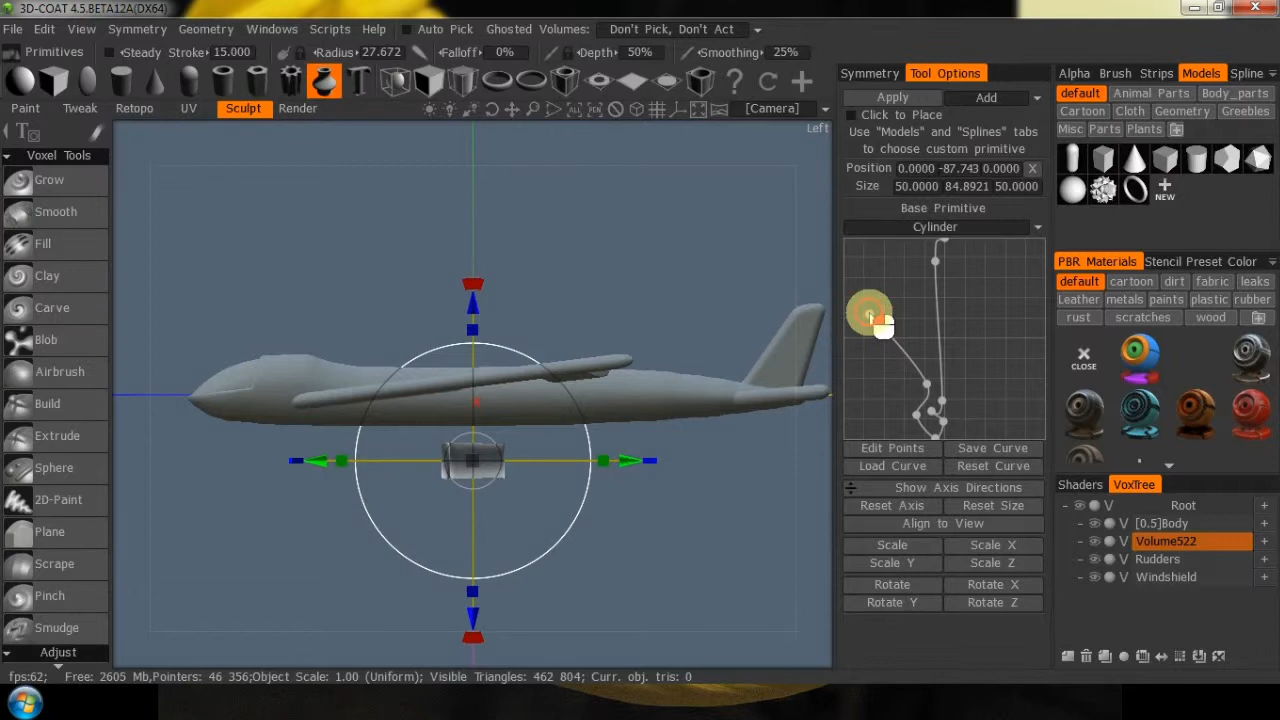 3D-COAT 4.5.BETA12A(DX64)
File Edit View Symmetry Geometry Windows Scripts Help Auto Pick Ghosted Volumes: Don't Pick, Don't Act
Primitives Steady Stroke: 15.000 Radius: 27.672 Falloff: 0% Depth: 50% Smoothing: 25%
Paint Tweak Retopo UV Sculpt Render [Camera]
Left
Voxel Tools
Grow
Smooth
Fill
Clay
Carve
Blob
Airbrush
Build
Extrude
Sphere
2D-Paint
Plane
Scrape
Pinch
Smudge
Adjust
Symmetry Tool Options
Apply Add
Click to Place
Use "Models" and "Splines" tabs
to choose custom primitive
Position 0.0000 -87.743 0.0000 X
Size 50.0000 84.8921 50.0000
Base Primitive
Cylinder
Edit Points Save Curve
Load Curve Reset Curve
Show Axis Directions
Reset Axis Reset Size
Align to View
Scale Scale X
Scale Y Scale Z
Rotate Rotate X
Rotate Y Rotate Z
Alpha Brush Strips Models Spline
default Animal Parts Body_parts
Cartoon Cloth Geometry Greebles
Misc Parts Plants
NEW
PBR Materials Stencil Preset Color
default cartoon dirt fabric leaks
Leather metals paints plastic rubber
rust scratches wood
CLOSE
Shaders VoxTree
V Root +
V [0.5]Body +
V Volume522 +
V Rudders +
V Windshield +
fps:62; Free: 2605 Mb,Pointers: 46 356;Object Scale: 1.00 (Uniform); Visible Triangles: 462 804; Curr. obj. tris: 0